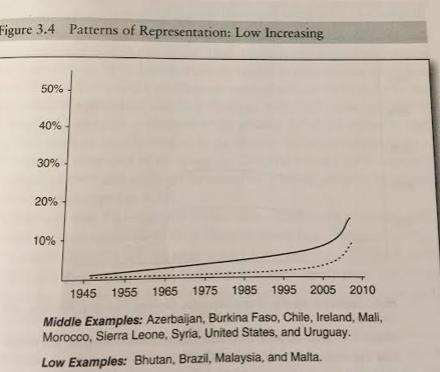 Figure 3.4 Patterns of Representation: Low Increasing
50%
40%
30%
20%
10%
1945 1955 1965 1975 1985 1995 2005 2010
Middle Examples: Azerbaijan, Burkina Faso, Chile, Ireland, Mali,
Morocco, Sierra Leone, Syria, United States, and Uruguay.
Low Examples: Bhutan, Brazil, Malaysia, and Malta.